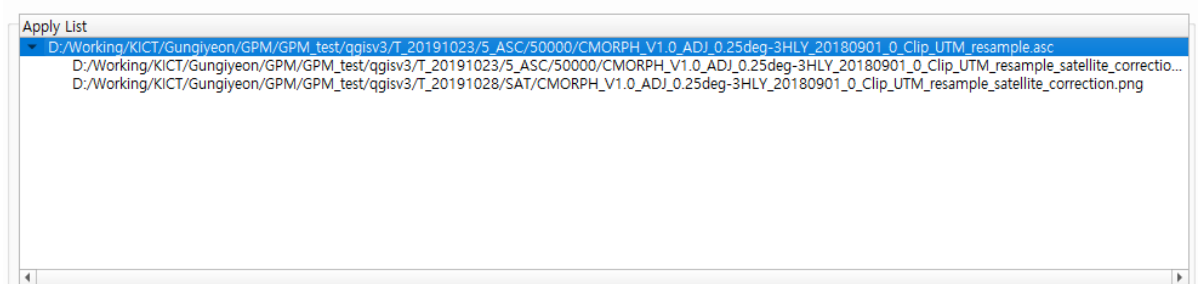 Apply List
D:/Working/KICT/Gungiyeon/GPM/GPM_test/qgisv3/T_20191023/5_ASC/50000/CMORPH_V1.0_ADJ_0.25deg-3HLY_20180901_0_Clip_UTM_resample.asc
D:/Working/KICT/Gungiyeon/GPM/GPM_test/qgisv3/T_20191023/5_ASC/50000/CMORPH_V1.0_ADJ_0.25deg-3HLY_20180901_0_Clip_UTM_resample_satellite_correctio...
D:/Working/KICT/Gungiyeon/GPM/GPM_test/qgisv3/T_20191028/SAT/CMORPH_V1.0_ADJ_0.25deg-3HLY_20180901_0_Clip_UTM_resample_satellite_correction.png